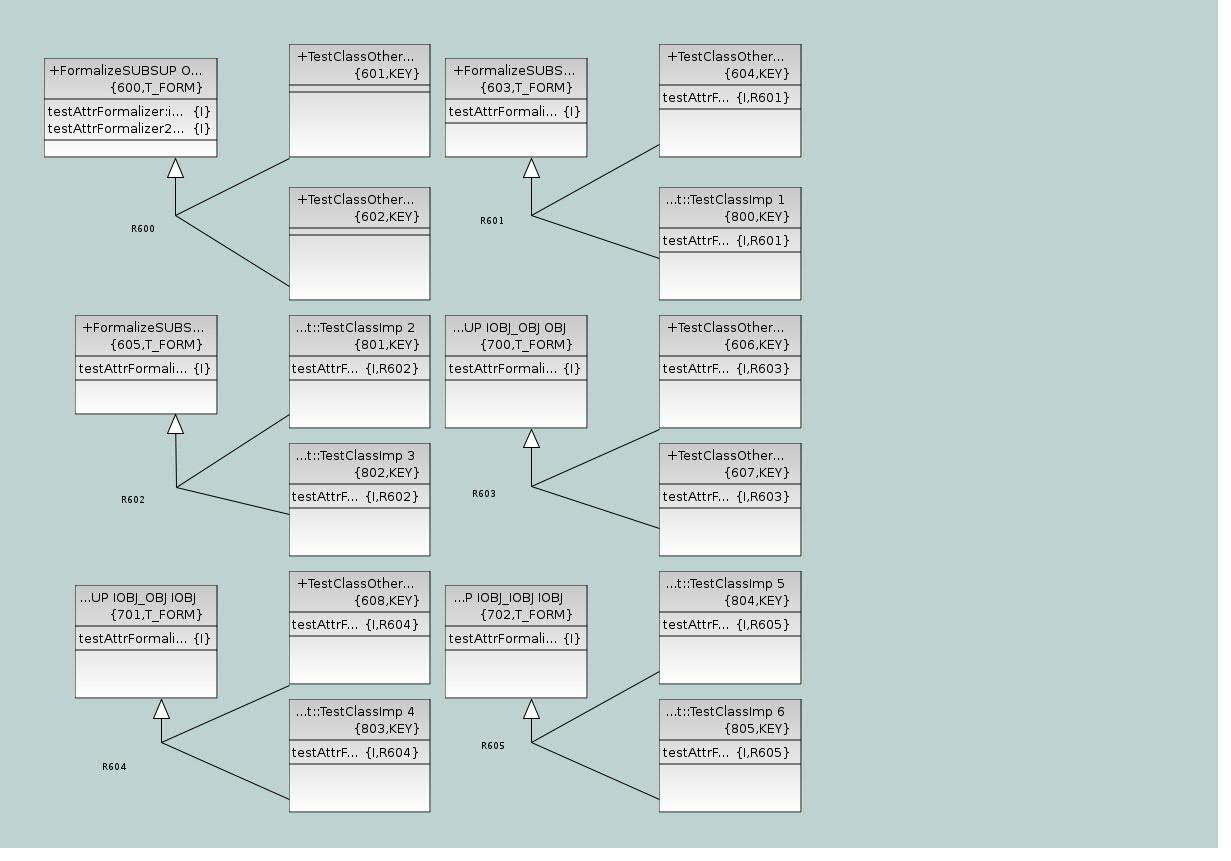 +FormalizeSUBSUP O...
{600,T_FORM}
testAttrFormalizer:i... {I}
testAttrFormalizer2... {I}
+TestClassOther...
{601,KEY}
+TestClassOther...
{602,KEY}
R600
+FormalizeSUBS...
{603,T_FORM}
testAttrFormali... {I}
+TestClassOther...
{604,KEY}
testAttrF... {I,R601}
...t::TestClassImp 1
{800,KEY}
testAttrF... {I,R601}
R601
+FormalizeSUBS...
{605,T_FORM}
testAttrFormali... {I}
...t::TestClassImp 2
{801,KEY}
testAttrF... {I,R602}
...t::TestClassImp 3
{802,KEY}
testAttrF... {I,R602}
R602
...UP IOBJ_OBJ OBJ
{700,T_FORM}
testAttrFormali... {I}
+TestClassOther...
{606,KEY}
testAttrF... {I,R603}
+TestClassOther...
{607,KEY}
testAttrF... {I,R603}
R603
...UP IOBJ_OBJ IOBJ
{701,T_FORM}
testAttrFormali... {I}
+TestClassOther...
{608,KEY}
testAttrF... {I,R604}
...t::TestClassImp 4
{803,KEY}
testAttrF... {I,R604}
R604
...P IOBJ_IOBJ IOBJ
{702,T_FORM}
testAttrFormali... {I}
...t::TestClassImp 5
{804,KEY}
testAttrF... {I,R605}
...t::TestClassImp 6
{805,KEY}
testAttrF... {I,R605}
R605